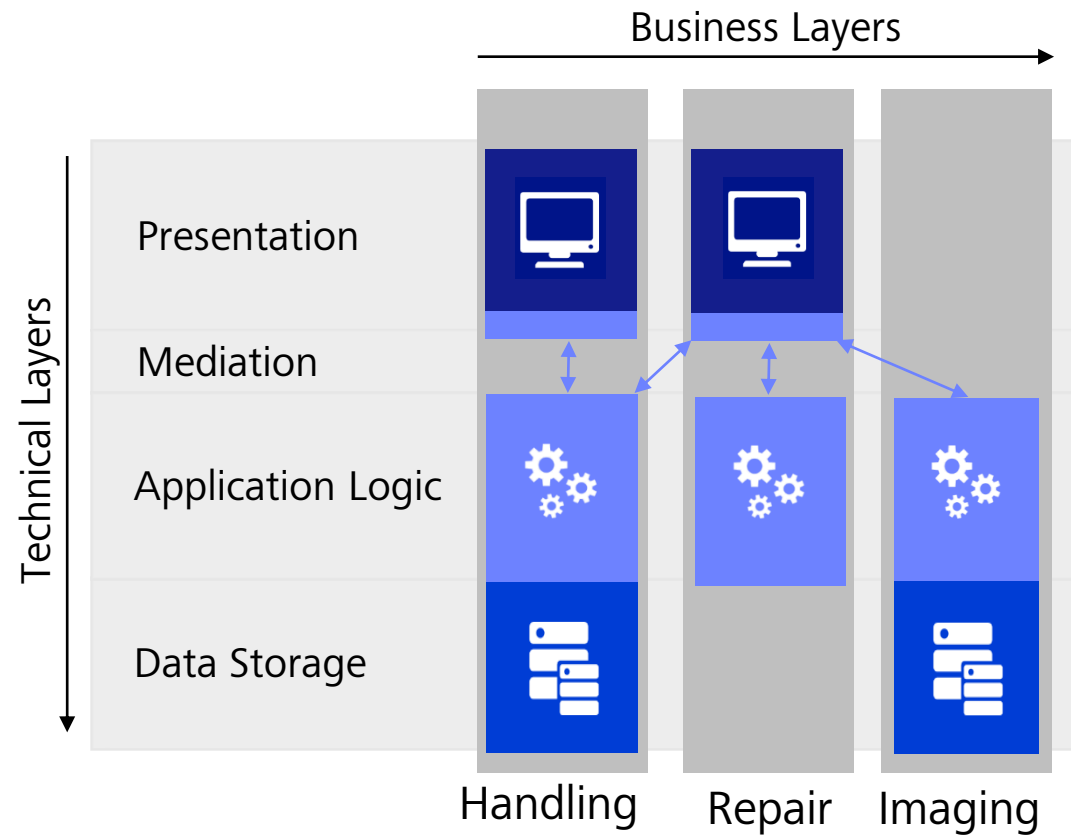 Business Layers
Technical Layers
Presentation
Mediation
Application Logic
Data Storage
Handling
Repair
Imaging